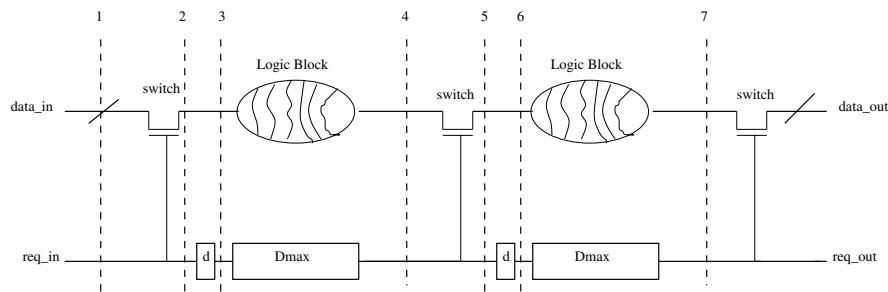 1 2 3 4 5 6 7
Logic Block Logic Block
switch switch switch
data_in data_out
req_in d Dmax d Dmax req_out